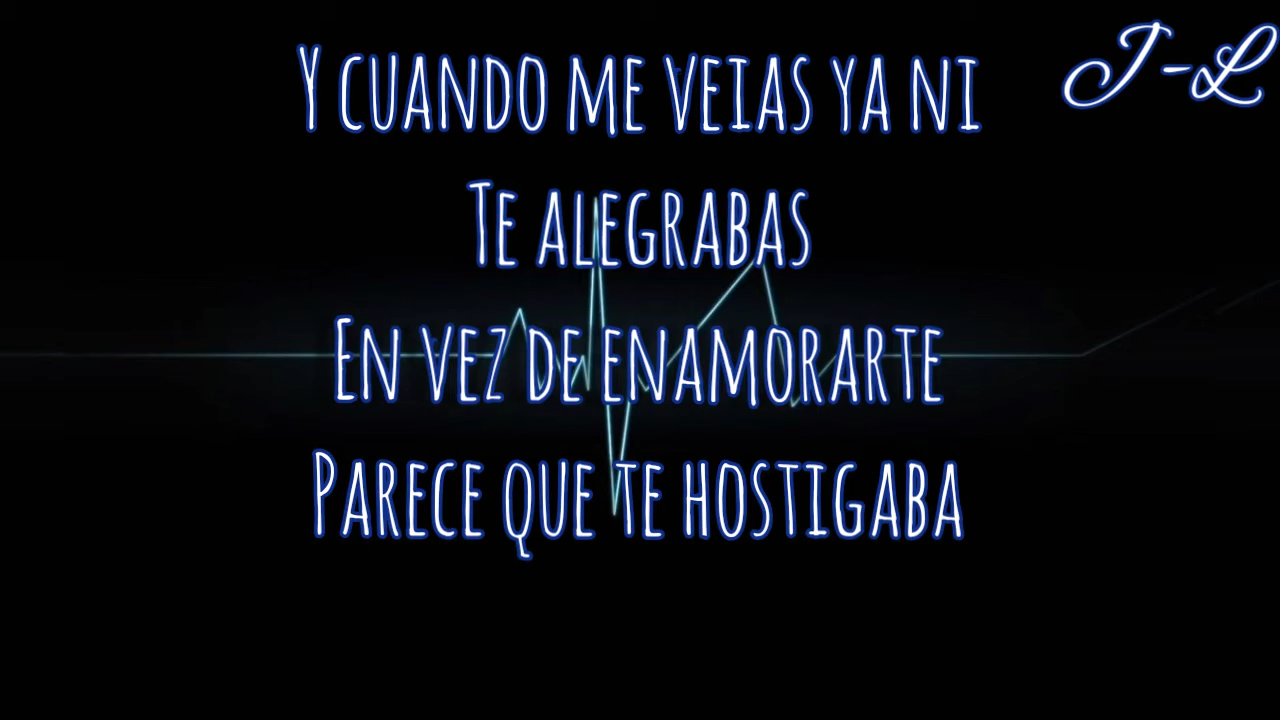 Y CUANDO ME VEIAS YA NI
TE ALEGRABAS
EN VEZ DE ENAMORARTE
PARECE QUE TE HOSTIGABA
J-L